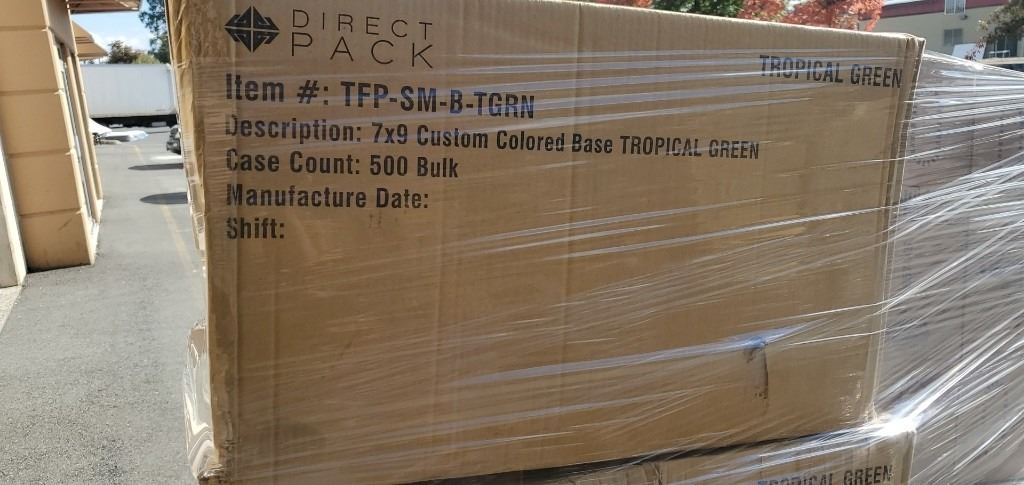 DIRECT
PACK
TROPICAL GREEN
Item #: TFP-SM-B-TGRN
Description: 7x9 Custom Colored Base TROPICAL GREEN
Case Count: 500 Bulk
Manufacture Date:
Shift:
TROPICAL GREEN